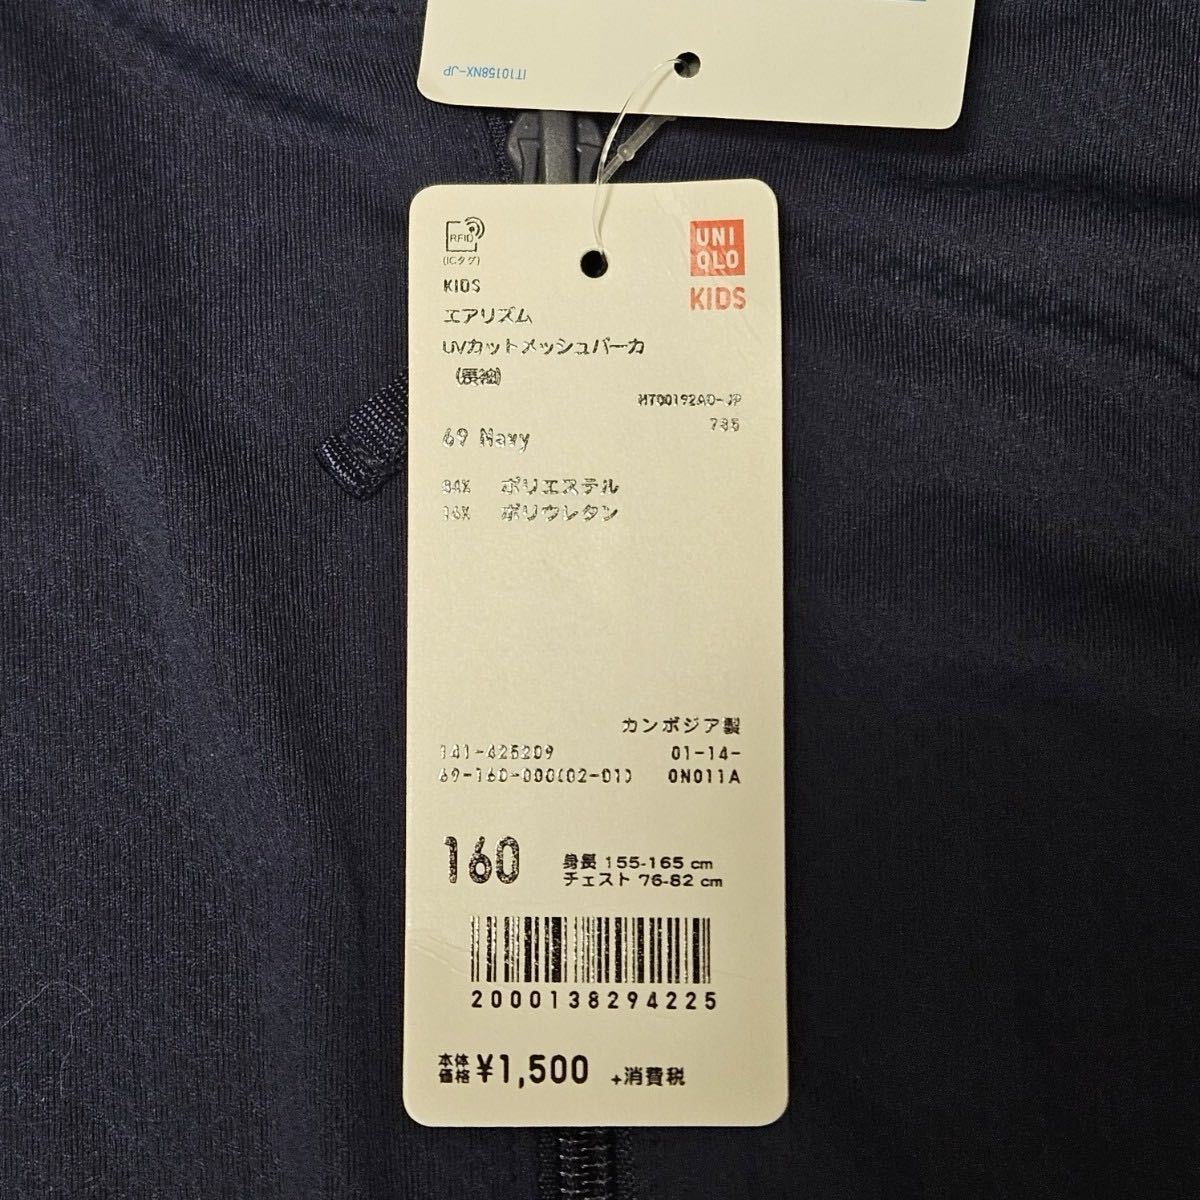 IT10158NX-JP
RFID
(ICタグ)
UNI
QLO
KIDS
KIDS
エアリズム
UVカットメッシュパーカ
(長袖)
MT00192A0-JP
785
69 Navy
84% ポリエステル
16% ポリウレタン
カンボジア製
141-425209 01-14-
69-160-000(02-01) 0N011A
160 身長 155-165 cm
チェスト 76-82 cm
2000138294225
本体
価格 ¥1,500 +消費税